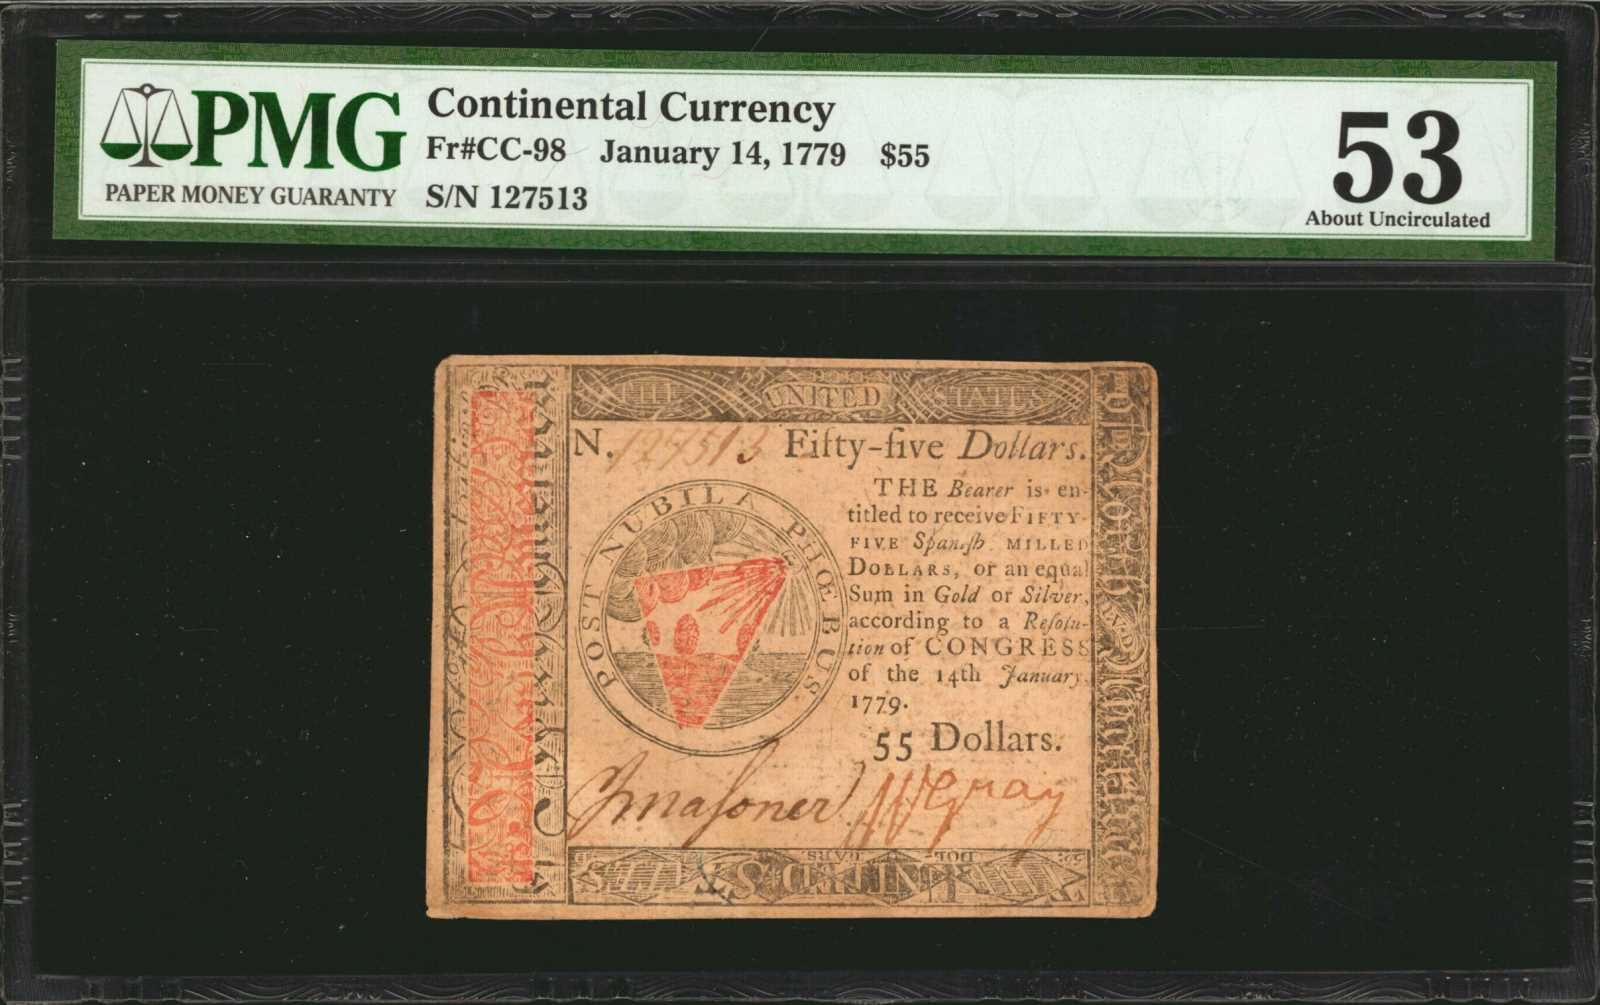 PMG
PAPER MONEY GUARANTY
Continental Currency
Fr#CC-98 January 14, 1779 $55
S/N 127513
53
About Uncirculated
THE UNITED STATES
N. 127513 Fifty-five Dollars.
POST NUBILA PHŒBUS.
THE Bearer is en-
titled to receive FIFTY-
FIVE Spaniſh MILLED
DOLLARS, or an equal
Sum in Gold or Silver,
according to a Reſolu-
tion of CONGRESS
of the 14th January,
1779.
55 Dollars.
J Maſoner W Gray